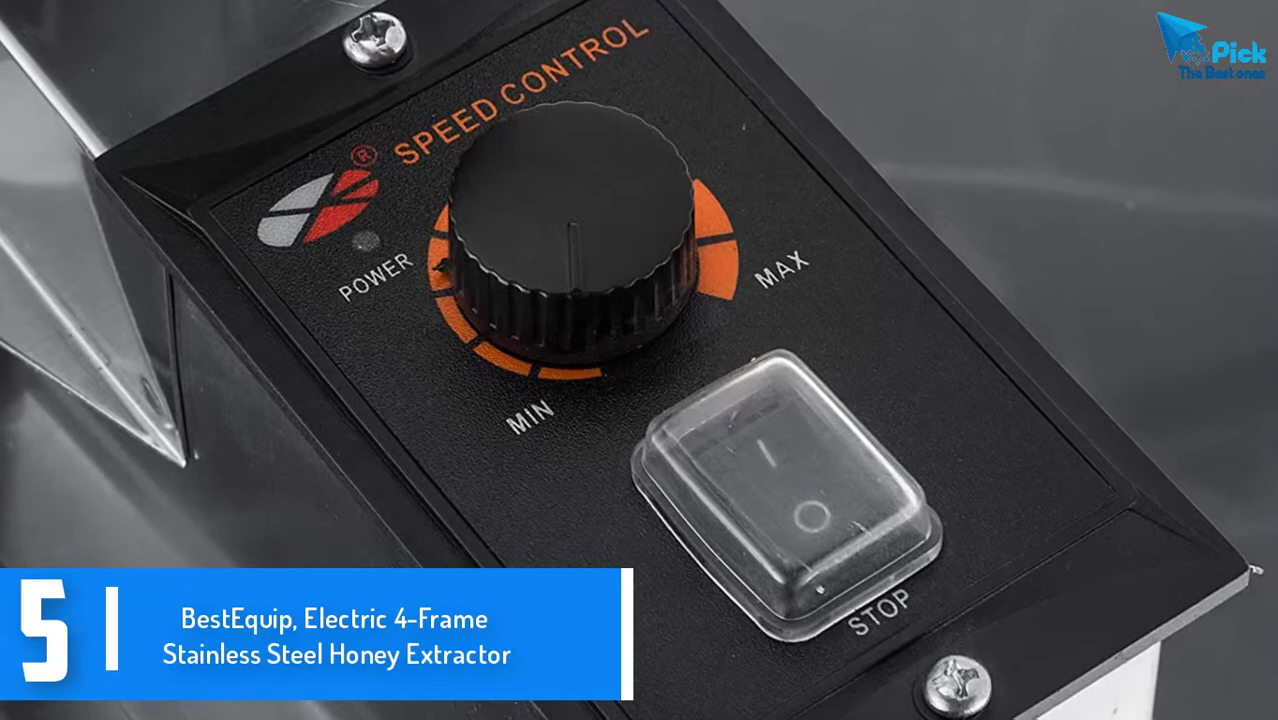 Pick
The Best ones
SPEED CONTROL
®
POWER
MAX
MIN
STOP
5
BestEquip, Electric 4-Frame
Stainless Steel Honey Extractor